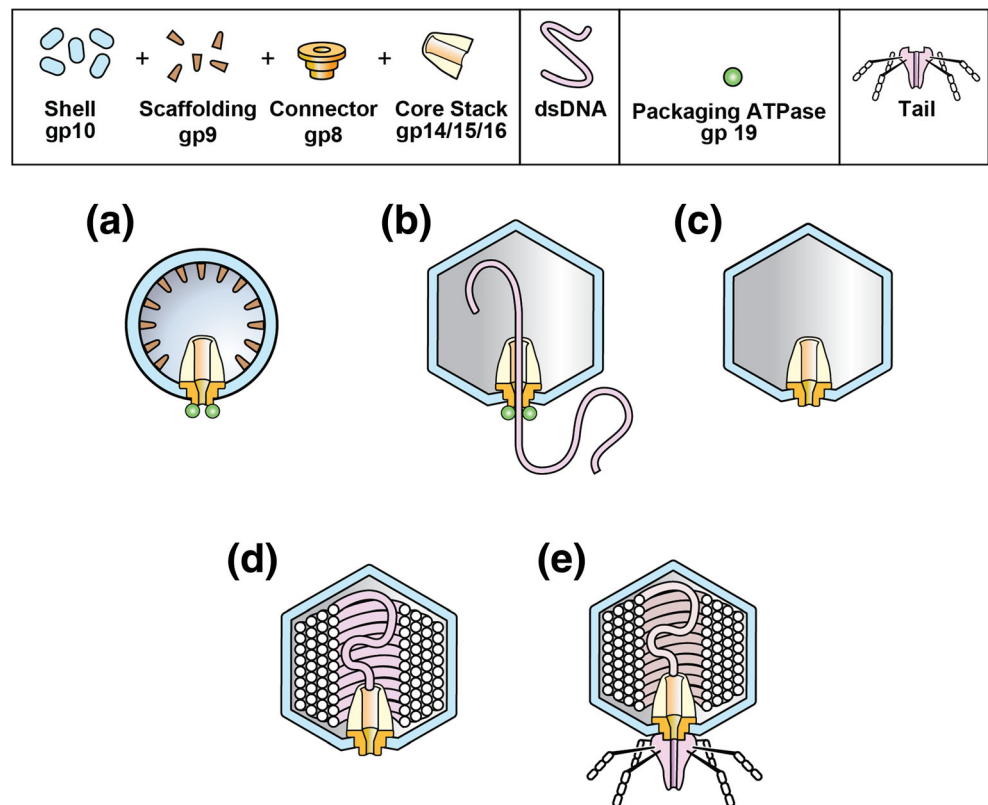 + + +
Shell Scaffolding Connector Core Stack dsDNA Packaging ATPase Tail
gp10 gp9 gp8 gp14/15/16 gp 19
(a) (b) (c)
(d) (e)